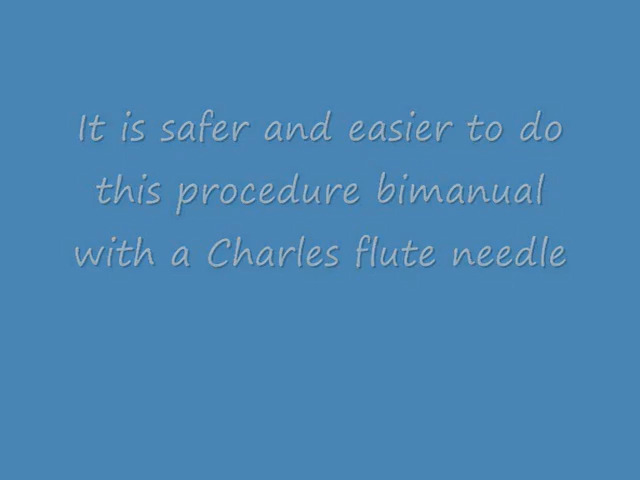 It is safer and easier to do
this procedure bimanual
with a Charles flute needle